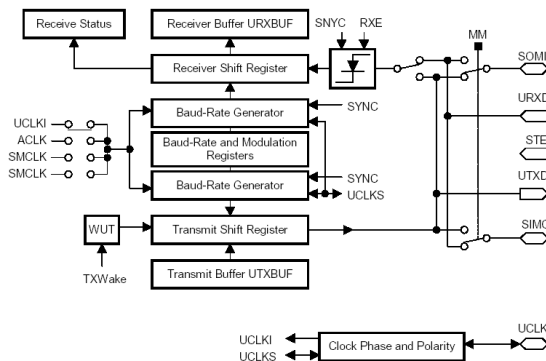 Receive Status
Receiver Buffer URXBUF
SNYC
RXE
MM
Receiver Shift Register
SOMI
Baud-Rate Generator
SYNC
URXD
UCLKI
ACLK
SMCLK
SMCLK
Baud-Rate and Modulation
Registers
STE
Baud-Rate Generator
SYNC
UCLKS
UTXD
WUT
Transmit Shift Register
SIMO
TXWake
Transmit Buffer UTXBUF
UCLKI
UCLKS
Clock Phase and Polarity
UCLK